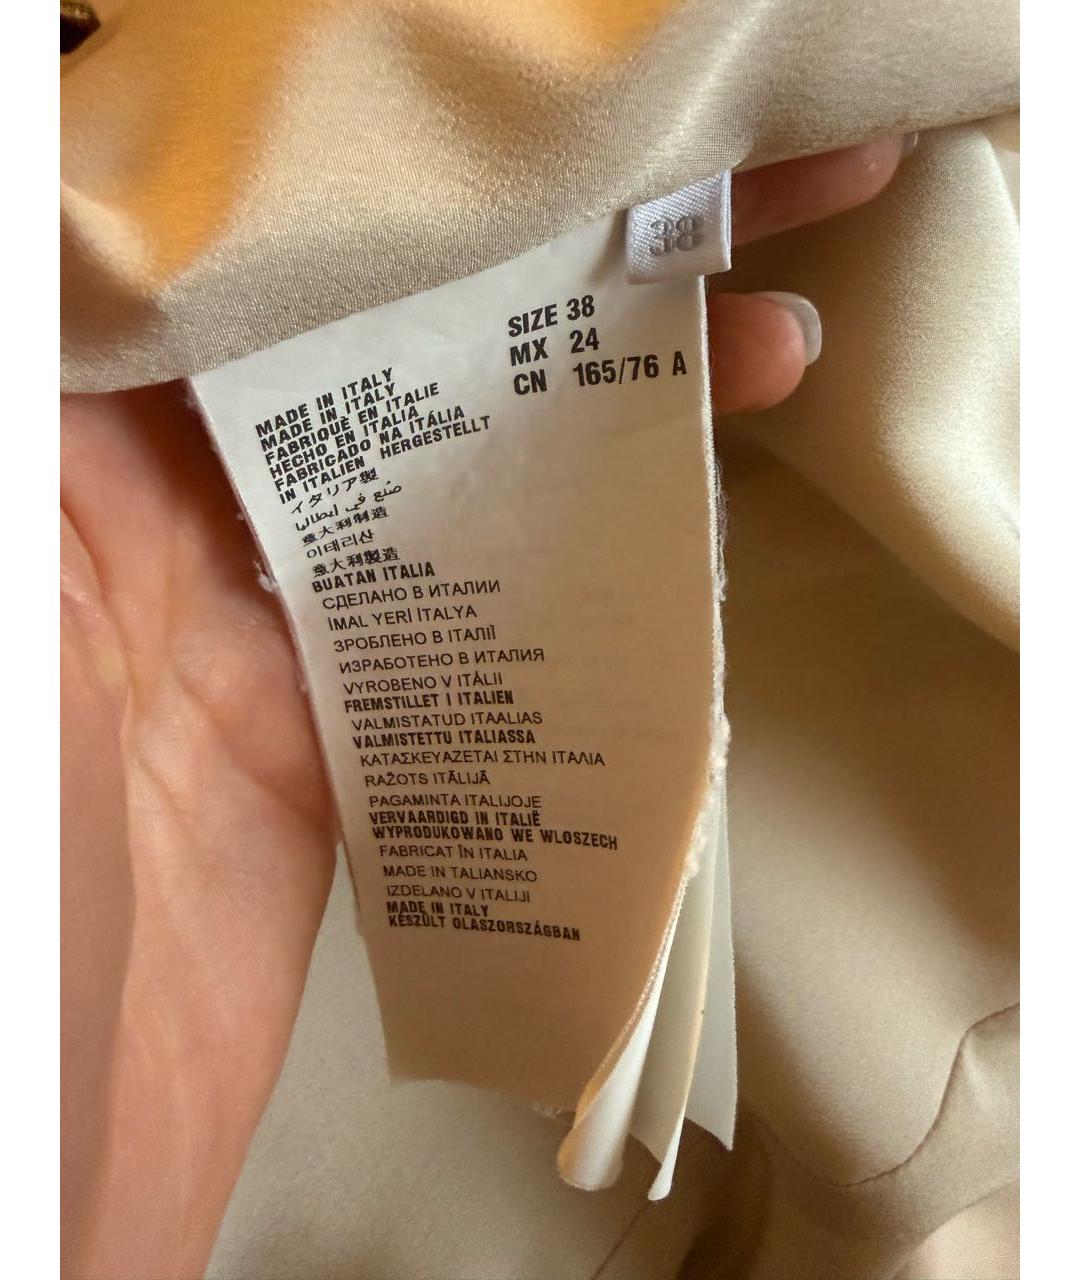 38
SIZE 38
MX 24
CN 165/76 A
MADE IN ITALY
MADE IN ITALY
FABRIQUÉ EN ITALIE
HECHO EN ITALIA
FABRICADO NA ITÁLIA
IN ITALIEN HERGESTELLT
イタリア製
صنع في ايطاليا
意大利制造
이태리산
意大利製造
BUATAN ITALIA
СДЕЛАНО В ИТАЛИИ
İMAL YERİ İTALYA
ЗРОБЛЕНО В ІТАЛІЇ
ИЗРАБОТЕНО В ИТАЛИЯ
VYROBENO V ITÁLII
FREMSTILLET I ITALIEN
VALMISTATUD ITAALIAS
VALMISTETTU ITALIASSA
ΚΑΤΑΣΚΕΥΑΖΕΤΑΙ ΣΤΗΝ ΙΤΑΛΙΑ
RAŽOTS ITĀLIJĀ
PAGAMINTA ITALIJOJE
VERVAARDIGD IN ITALIË
WYPRODUKOWANO WE WLOSZECH
FABRICAT ÎN ITALIA
MADE IN TALIANSKO
IZDELANO V ITALIJI
MADE IN ITALY
KÉSZÜLT OLASZORSZÁGBAN